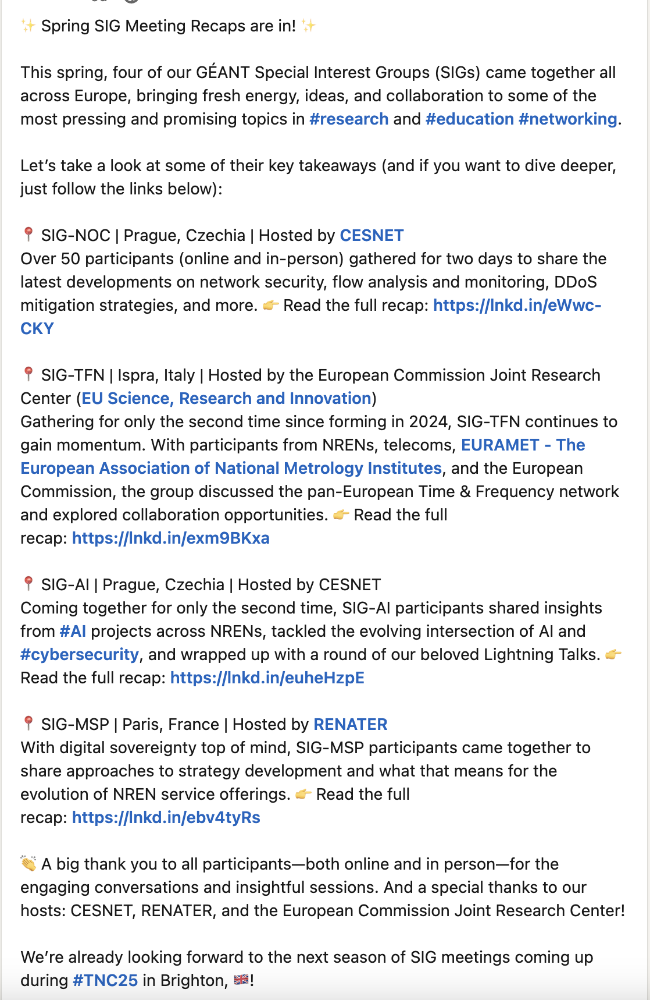 ✨ Spring SIG Meeting Recaps are in! ✨
This spring, four of our GÉANT Special Interest Groups (SIGs) came together all
across Europe, bringing fresh energy, ideas, and collaboration to some of the
most pressing and promising topics in #research and #education #networking.
Let’s take a look at some of their key takeaways (and if you want to dive deeper,
just follow the links below):
📍 SIG-NOC | Prague, Czechia | Hosted by CESNET
Over 50 participants (online and in-person) gathered for two days to share the
latest developments on network security, flow analysis and monitoring, DDoS
mitigation strategies, and more. 👉 Read the full recap: https://lnkd.in/eWwc-
CKY
📍 SIG-TFN | Ispra, Italy | Hosted by the European Commission Joint Research
Center (EU Science, Research and Innovation)
Gathering for only the second time since forming in 2024, SIG-TFN continues to
gain momentum. With participants from NRENs, telecoms, EURAMET - The
European Association of National Metrology Institutes, and the European
Commission, the group discussed the pan-European Time & Frequency network
and explored collaboration opportunities. 👉 Read the full
recap: https://lnkd.in/exm9BKxa
📍 SIG-AI | Prague, Czechia | Hosted by CESNET
Coming together for only the second time, SIG-AI participants shared insights
from #AI projects across NRENs, tackled the evolving intersection of AI and
#cybersecurity, and wrapped up with a round of our beloved Lightning Talks. 👉
Read the full recap: https://lnkd.in/euheHzpE
📍 SIG-MSP | Paris, France | Hosted by RENATER
With digital sovereignty top of mind, SIG-MSP participants came together to
share approaches to strategy development and what that means for the
evolution of NREN service offerings. 👉 Read the full
recap: https://lnkd.in/ebv4tyRs
👏 A big thank you to all participants—both online and in person—for the
engaging conversations and insightful sessions. And a special thanks to our
hosts: CESNET, RENATER, and the European Commission Joint Research Center!
We’re already looking forward to the next season of SIG meetings coming up
during #TNC25 in Brighton, 🇬🇧!